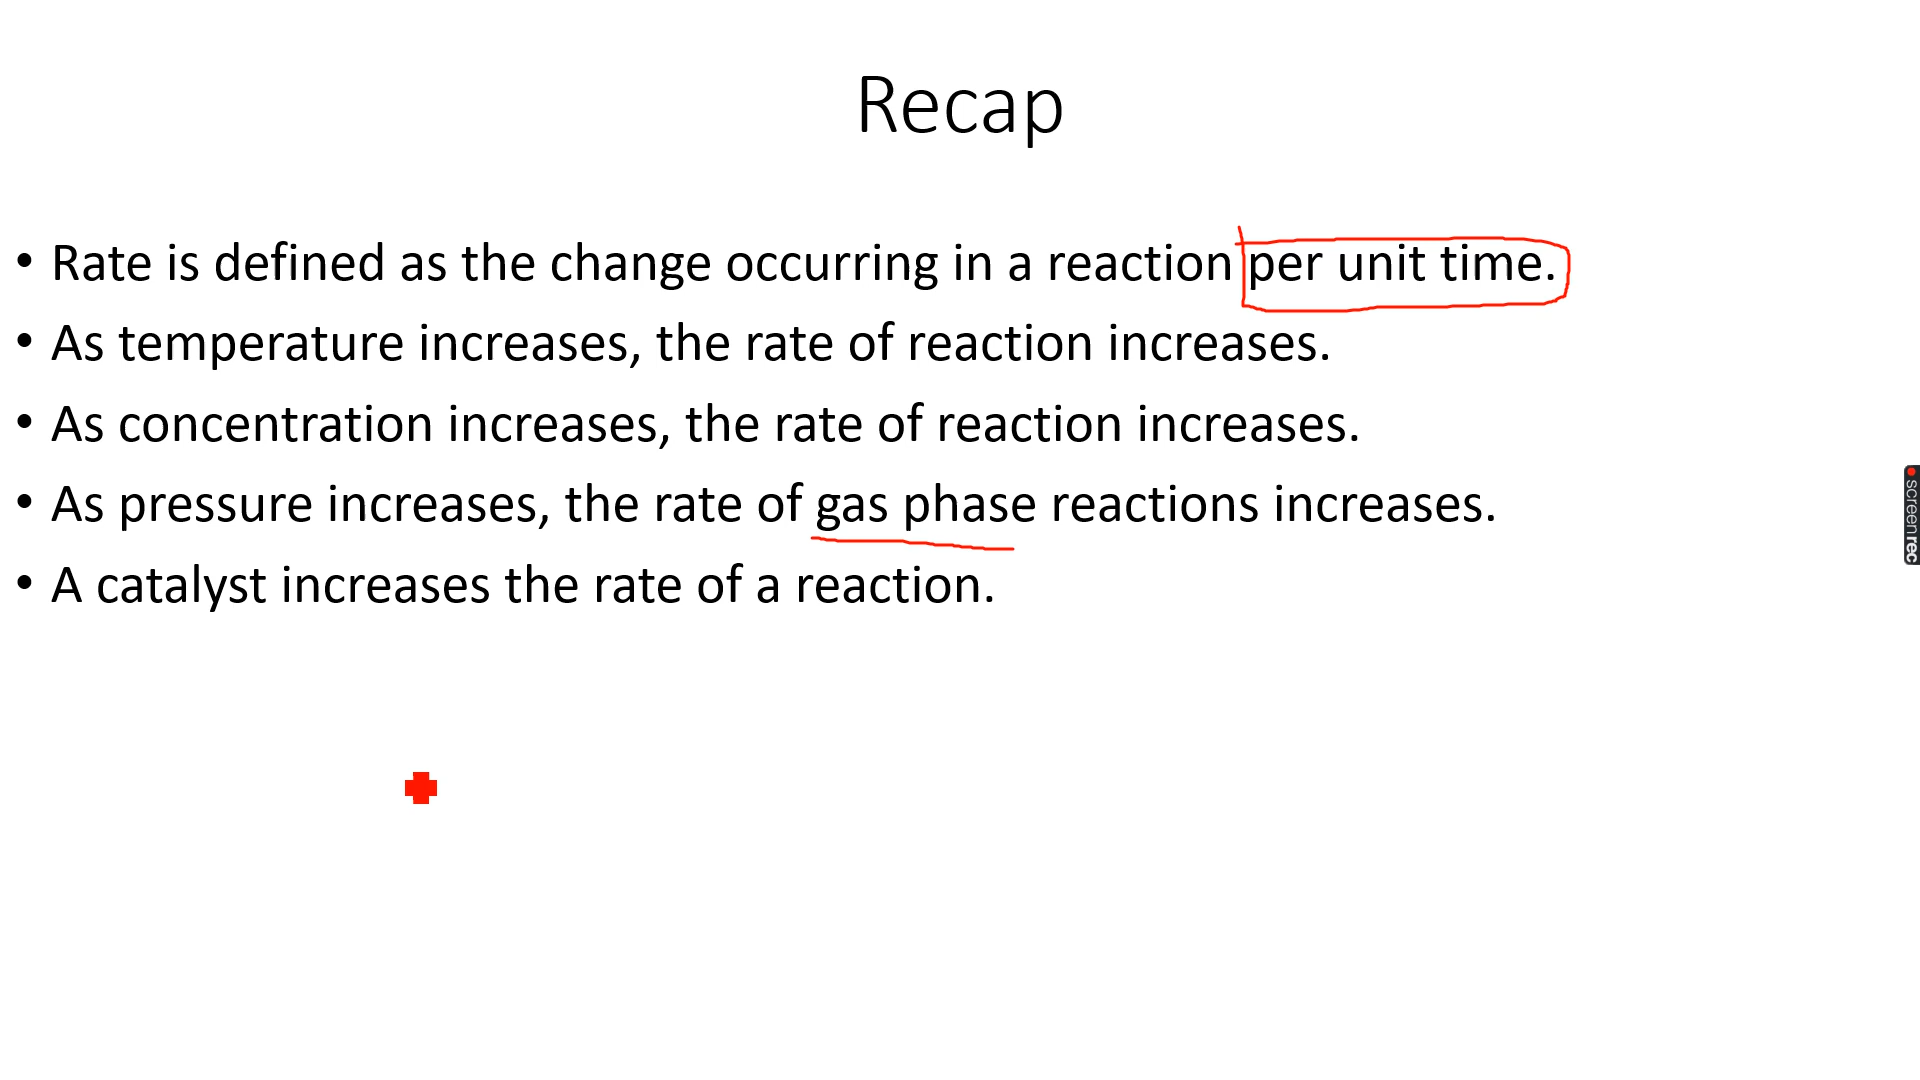 Recap
• Rate is defined as the change occurring in a reaction per unit time.
• As temperature increases, the rate of reaction increases.
• As concentration increases, the rate of reaction increases.
• As pressure increases, the rate of gas phase reactions increases.
• A catalyst increases the rate of a reaction.
screenrec